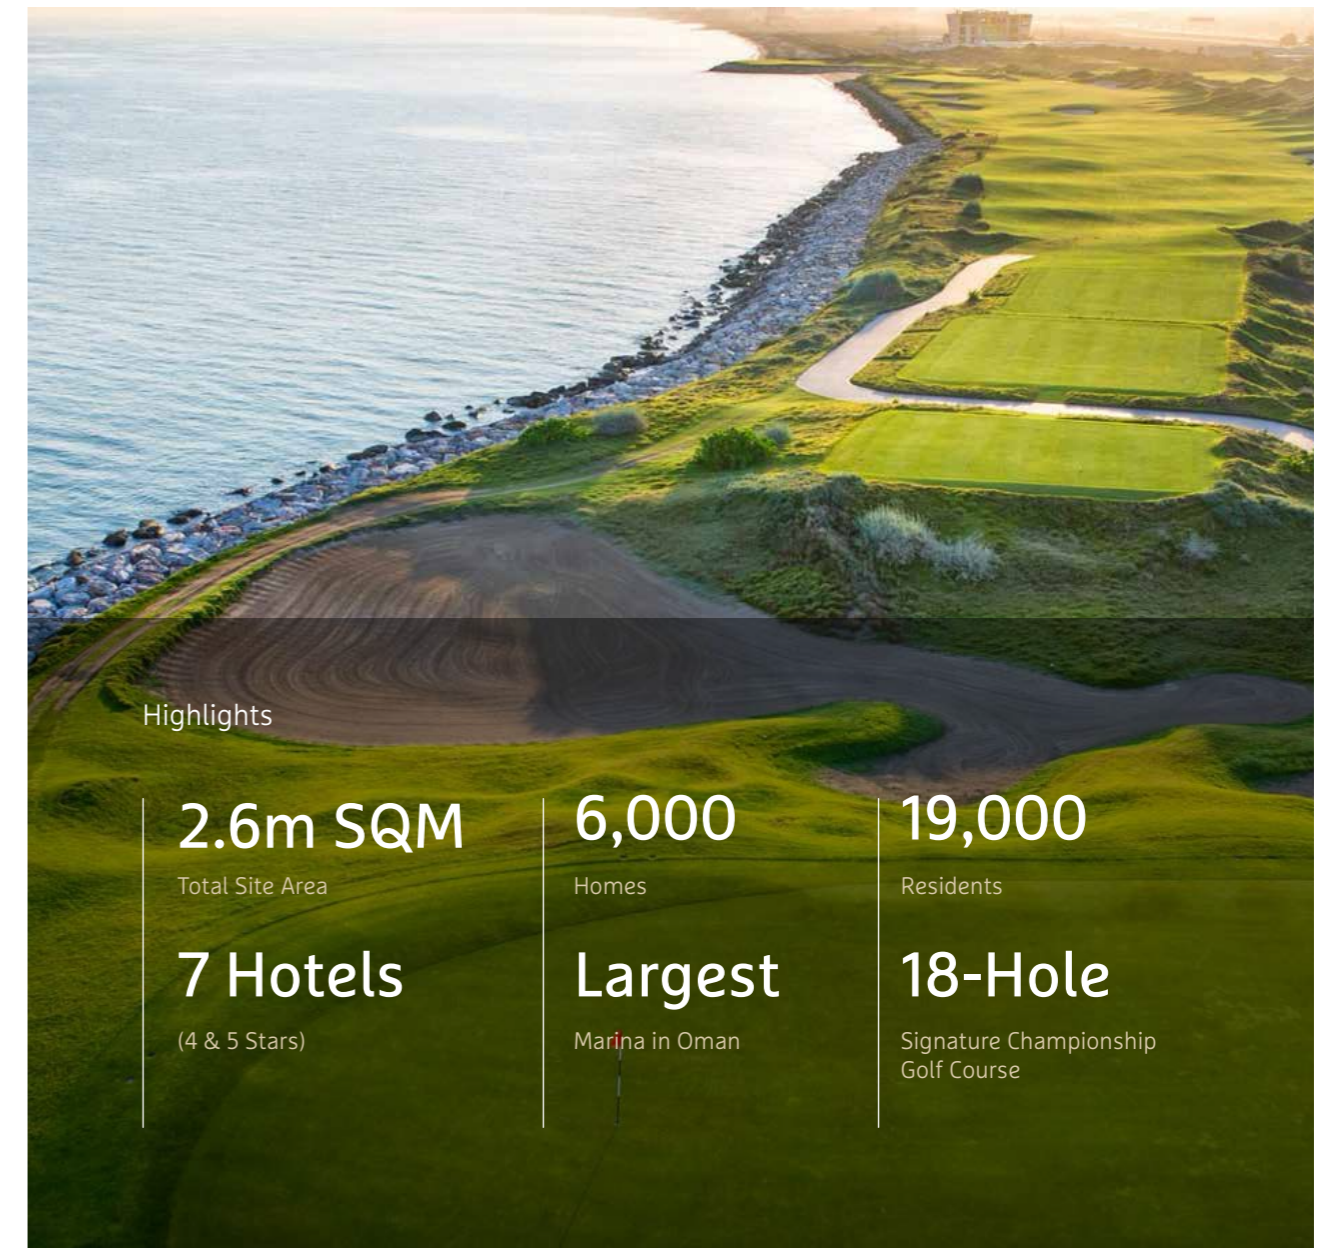 Highlights
2.6m SQM
Total Site Area
6,000
Homes
19,000
Residents
7 Hotels
(4 & 5 Stars)
Largest
Marina in Oman
18-Hole
Signature Championship
Golf Course